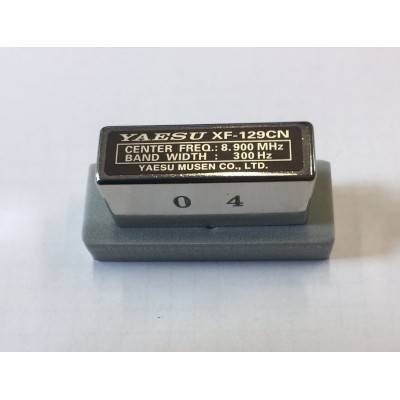 YAESU XF-129CN
CENTER FREQ.: 8.900 MHz
BAND WIDTH : 300 Hz
YAESU MUSEN CO., LTD.
0 4